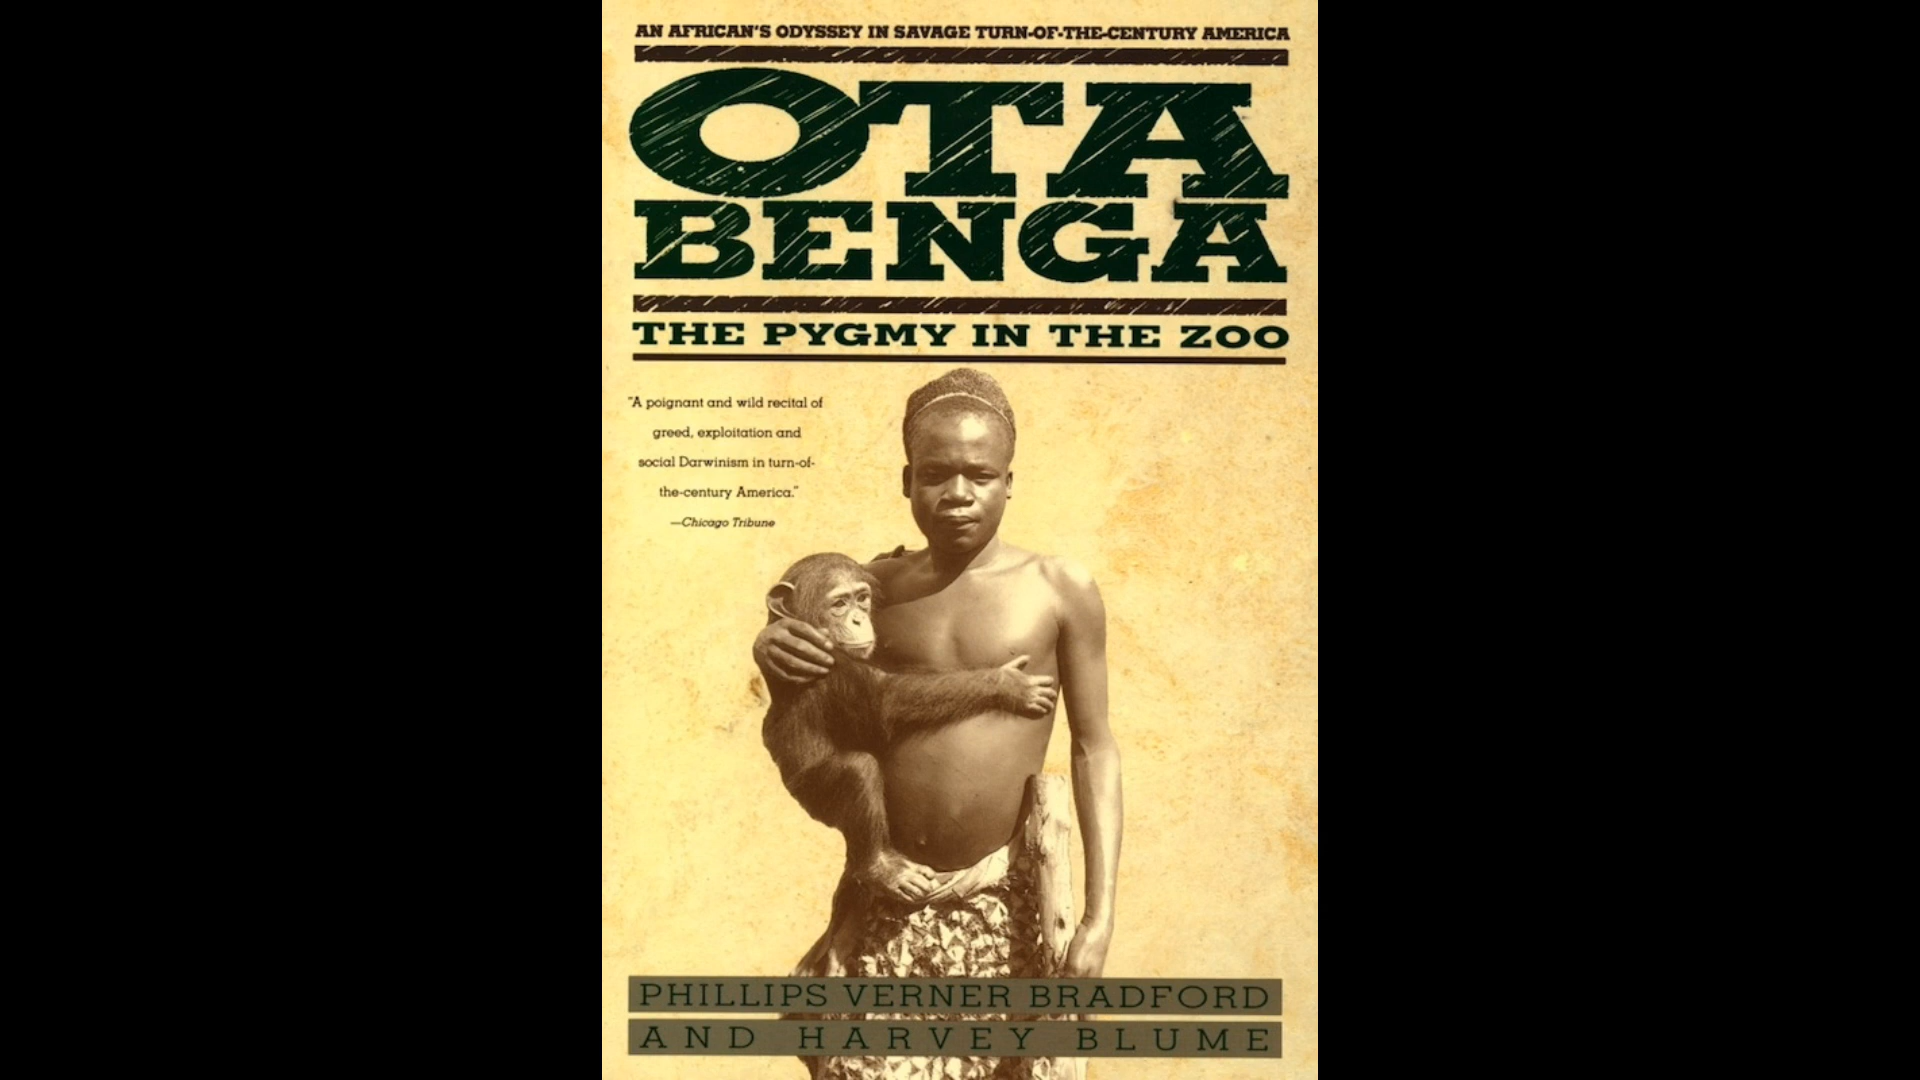 AN AFRICAN'S ODYSSEY IN SAVAGE TURN-OF-THE-CENTURY AMERICA
OTA
BENGA
THE PYGMY IN THE ZOO
"A poignant and wild recital of
greed, exploitation and
social Darwinism in turn-of-
the-century America."
—Chicago Tribune
PHILLIPS VERNER BRADFORD
AND HARVEY BLUME